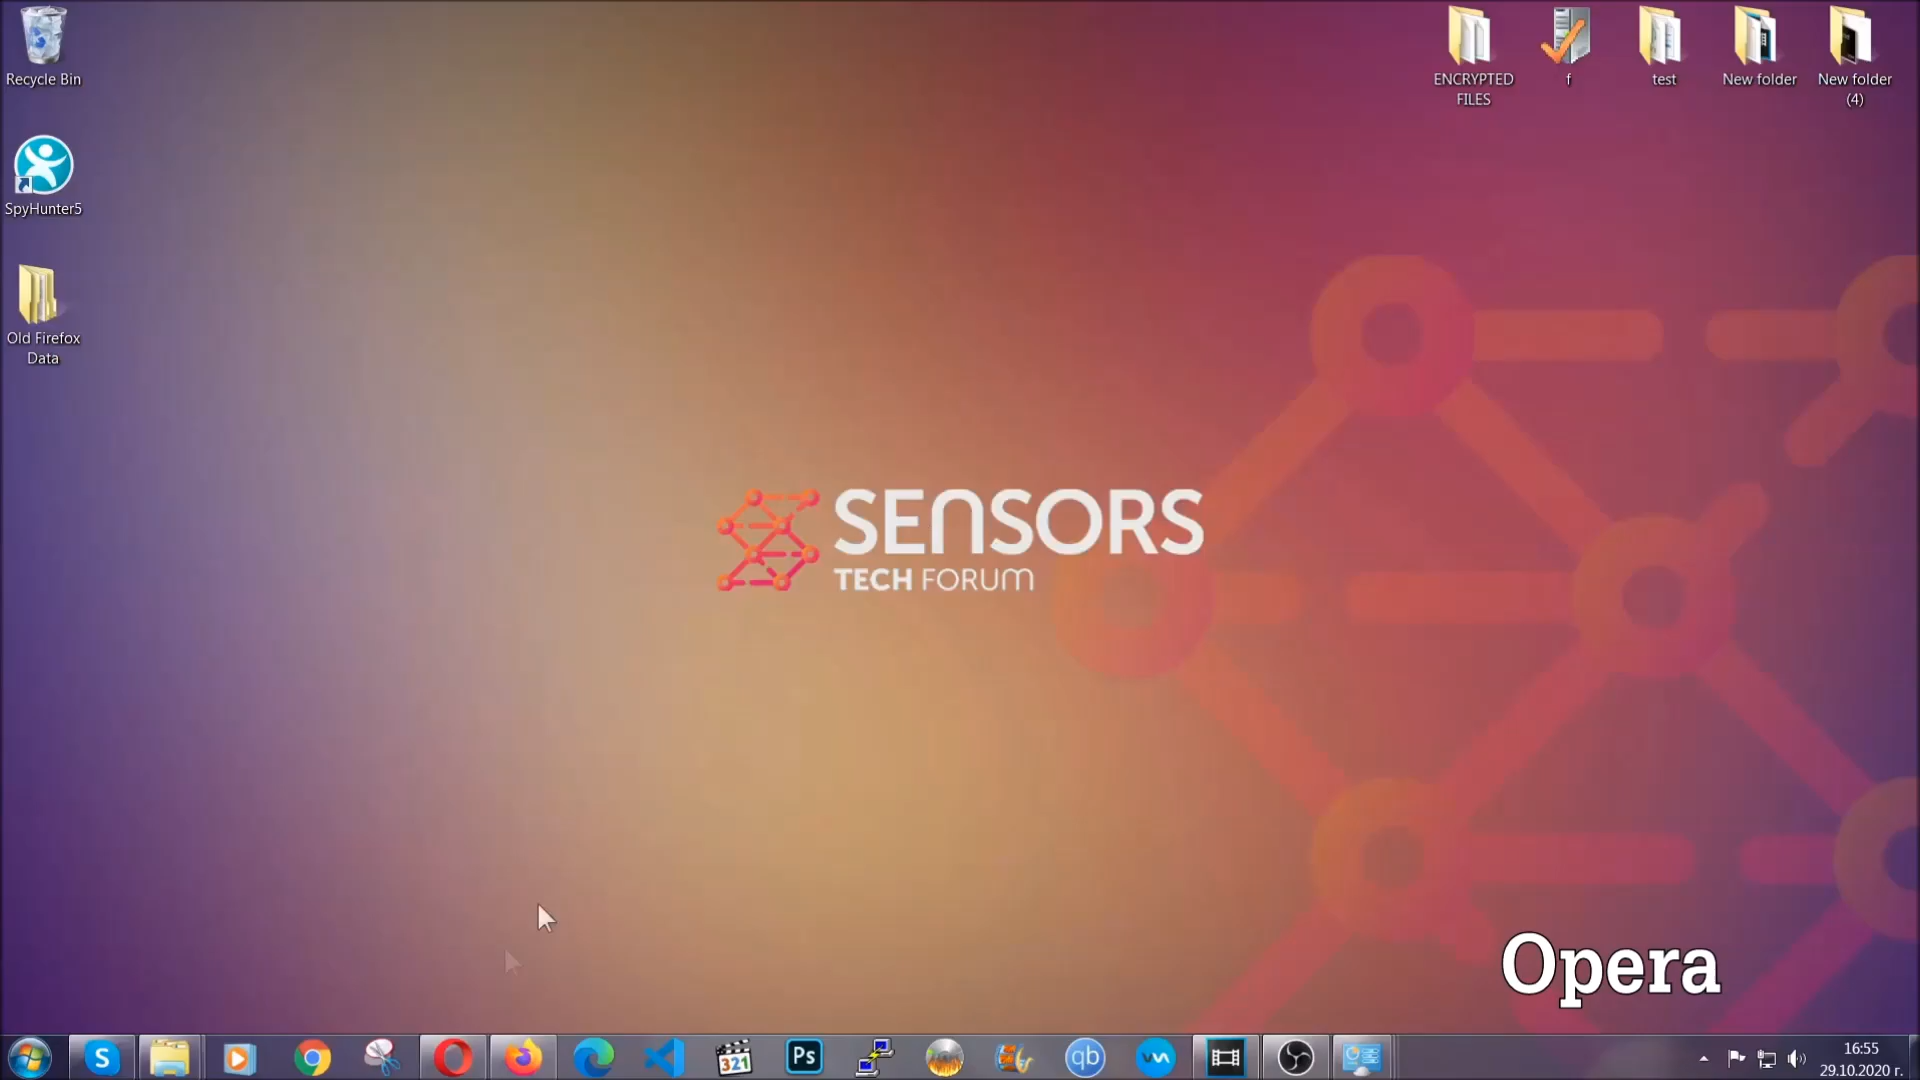 Recycle Bin
SpyHunter5
Old Firefox
Data
ENCRYPTED
FILES
f
test
New folder
New folder
(4)
SENSORS
TECH FORUM
Opera
S
321
Ps
qb
16:55
29.10.2020 г.